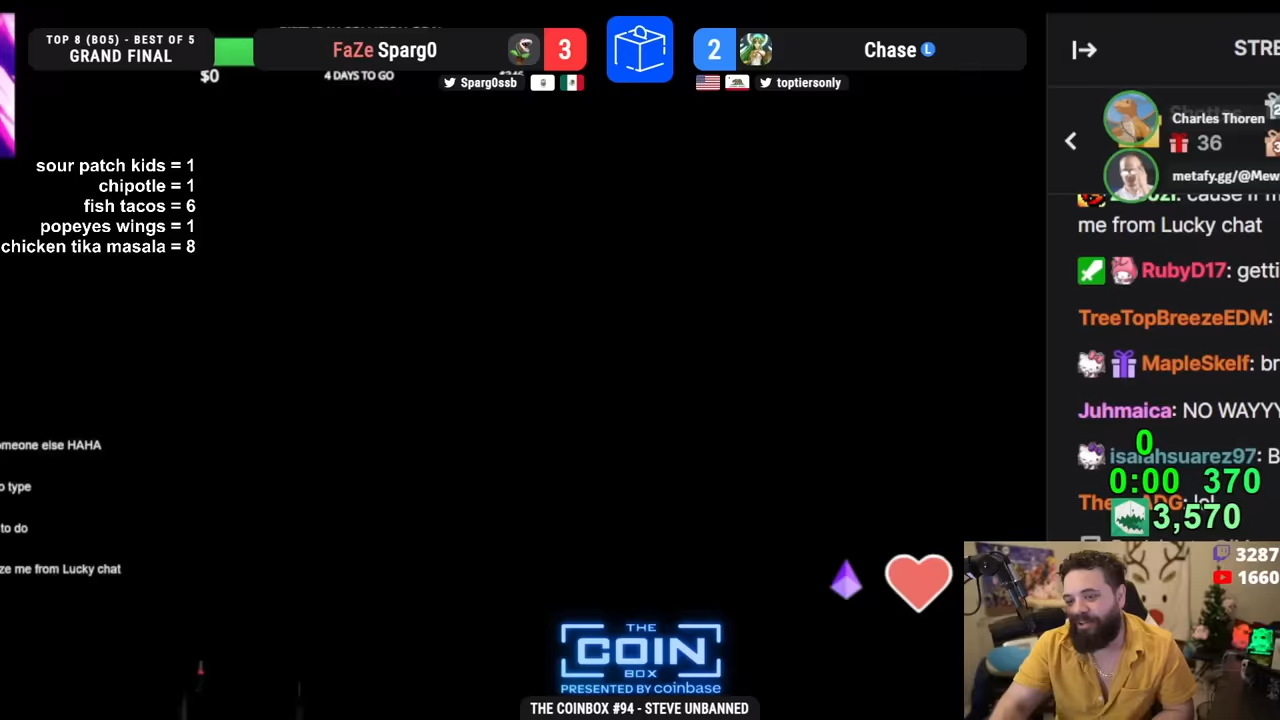 TOP 8 (BO5) - BEST OF 5
GRAND FINAL
$0
4 DAYS TO GO
FaZe Sparg0
3
2
Chase
L
Sparg0ssb
toptiersonly
STRE
Charles Thoren
36
metafy.gg/@Mew
sour patch kids = 1
chipotle = 1
fish tacos = 6
popeyes wings = 1
chicken tika masala = 8
me from Lucky chat
RubyD17: getti
TreeTopBreezeEDM:
MapleSkelf: br
Juhmaica: NO WAYYY
isaiahsuarez97: B
0
0:00 370
lol
3,570
3287
1660
omeone else HAHA
o type
to do
ze me from Lucky chat
THE
COIN
BOX
PRESENTED BY coinbase
THE COINBOX #94 - STEVE UNBANNED